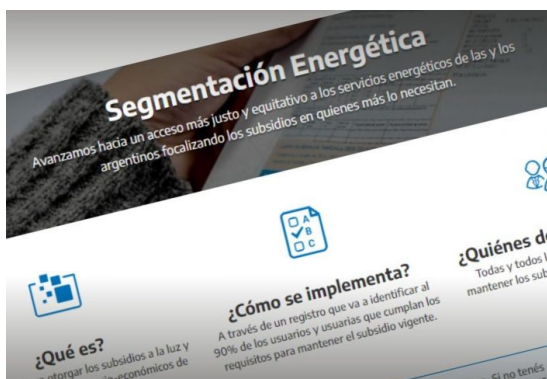 Segmentación Energética
Avanzamos hacia un acceso más justo y equitativo a los servicios energéticos de las y los
argentinos focalizando los subsidios en quienes más lo necesitan.
¿Qué es?
otorgar los subsidios a la luz y
económicos de
A
B
C
¿Cómo se implementa?
A través de un registro que va a identificar al
90% de los usuarios y usuarias que cumplan los
requisitos para mantener el subsidio vigente.
¿Quiénes
Todas y todos
mantener los
Si no tenés